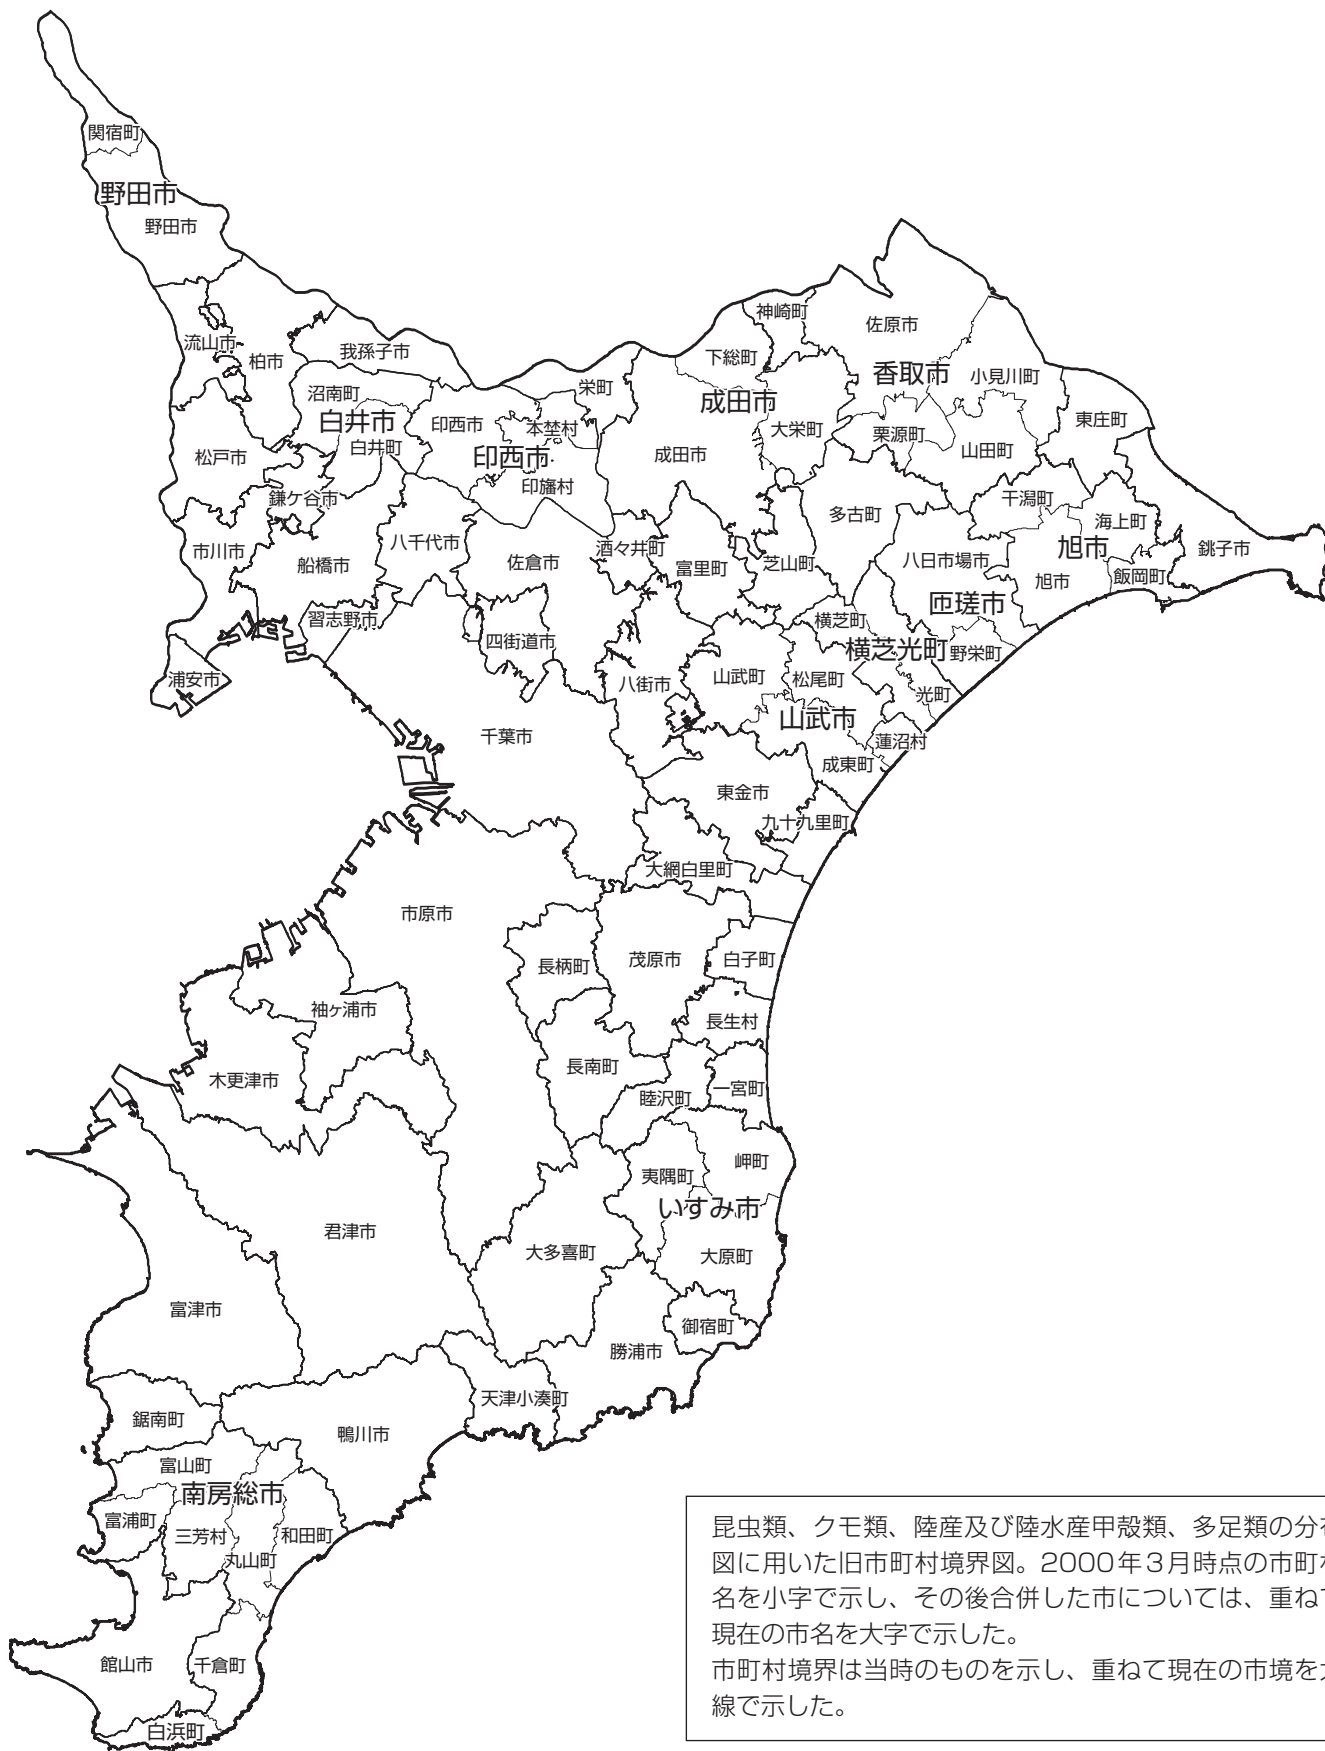 関宿町
野田市
野田市
神崎町
佐原市
流山市
柏市
我孫子市
下総町
香取市
小見川町
沼南町
栄町
成田市
白井市
印西市
本埜村
大栄町
栗源町
東庄町
松戸市
白井町
印西市
成田市
山田町
鎌ケ谷市
印旛村
多古町
干潟町
海上町
市川市
船橋市
八千代市
佐倉市
酒々井町
富里町
芝山町
八日市場市
旭市
旭市
飯岡町
銚子市
匝瑳市
習志野市
四街道市
横芝町
横芝光町
野栄町
浦安市
八街市
山武町
松尾町
光町
山武市
蓮沼村
千葉市
成東町
東金市
九十九里町
大網白里町
市原市
長柄町
茂原市
白子町
袖ヶ浦市
長生村
木更津市
長南町
睦沢町
一宮町
夷隅町
岬町
いすみ市
君津市
大多喜町
大原町
富津市
御宿町
勝浦市
天津小湊町
鋸南町
鴨川市
富山町
南房総市
富浦町
三芳村
丸山町
和田町
館山市
千倉町
白浜町
昆虫類、クモ類、陸産及び陸水産甲殻類、多足類の分
図に用いた旧市町村境界図。2000年3月時点の市町
名を小字で示し、その後合併した市については、重ね
現在の市名を大字で示した。
市町村境界は当時のものを示し、重ねて現在の市境を
線で示した。